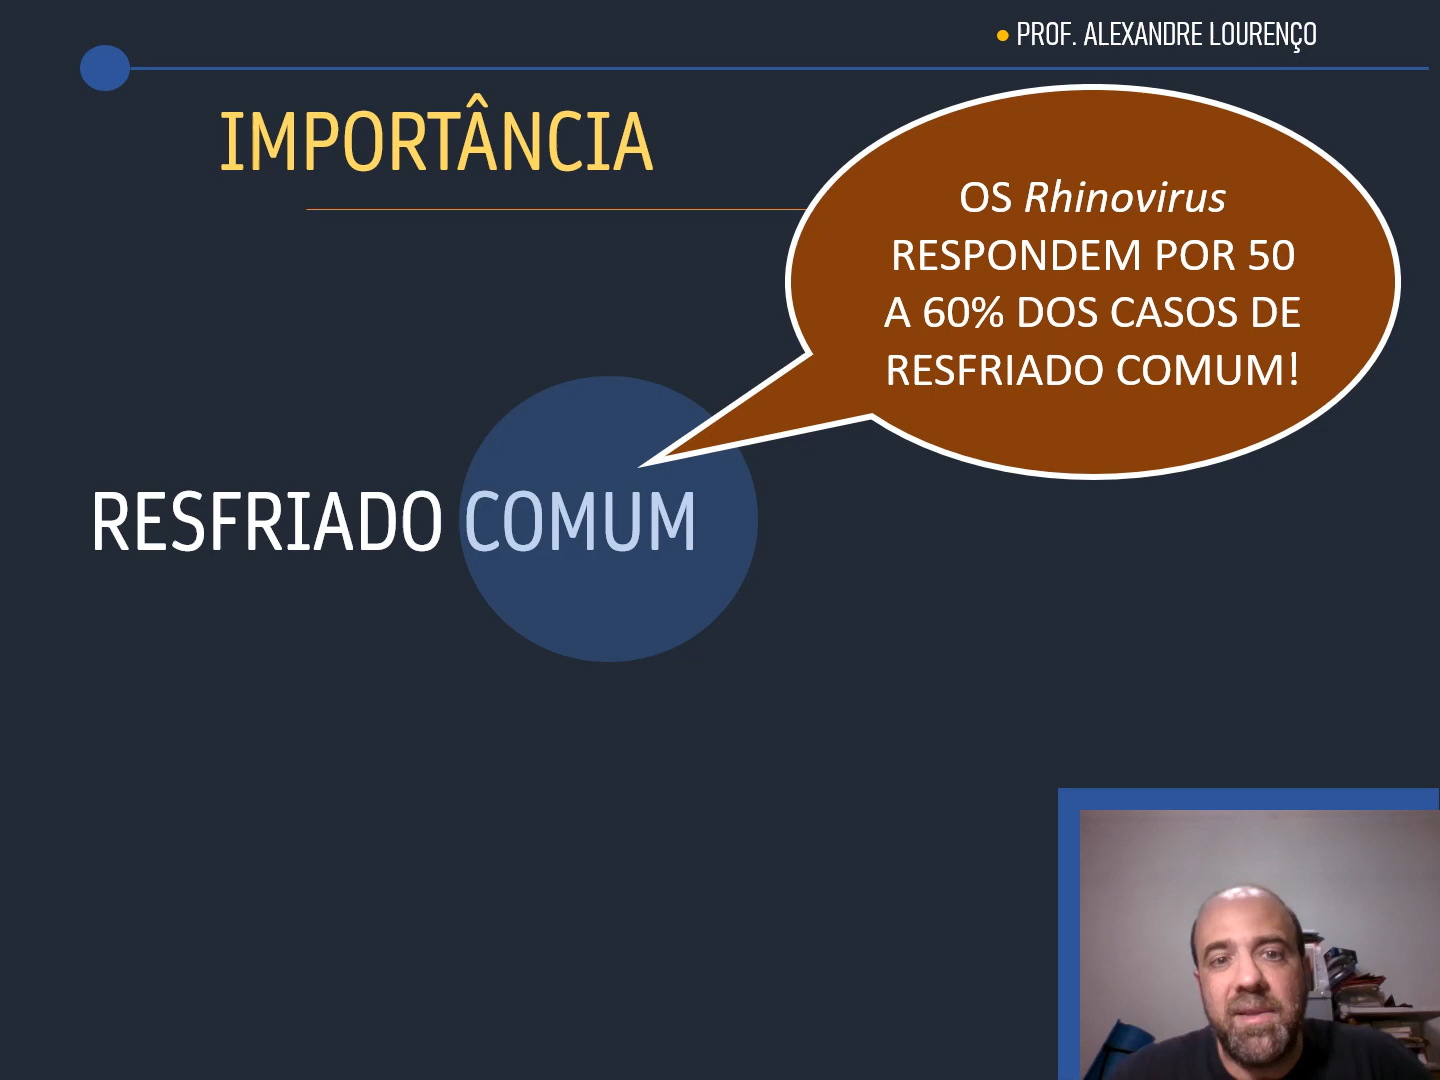 PROF. ALEXANDRE LOURENÇO
IMPORTÂNCIA
OS Rhinovirus
RESPONDEM POR 50
A 60% DOS CASOS DE
RESFRIADO COMUM!
RESFRIADO COMUM